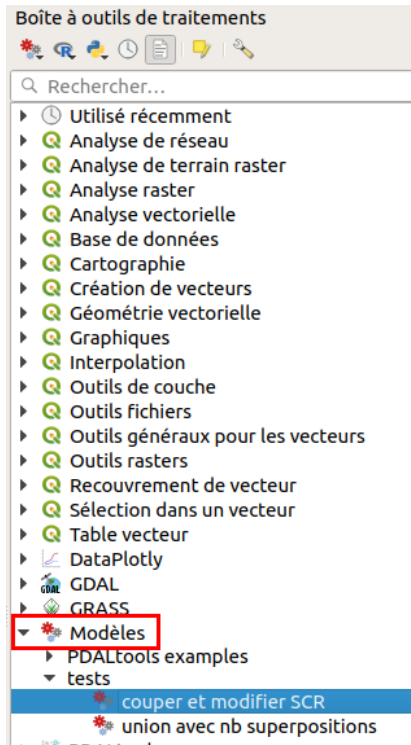 Boîte à outils de traitements
Rechercher...
Utilisé récemment
Analyse de réseau
Analyse de terrain raster
Analyse raster
Analyse vectorielle
Base de données
Cartographie
Création de vecteurs
Géométrie vectorielle
Graphiques
Interpolation
Outils de couche
Outils fichiers
Outils généraux pour les vecteurs
Outils rasters
Recouvrement de vecteur
Sélection dans un vecteur
Table vecteur
DataPlotly
GDAL
GRASS
Modèles
PDALtools examples
tests
couper et modifier SCR
union avec nb superpositions